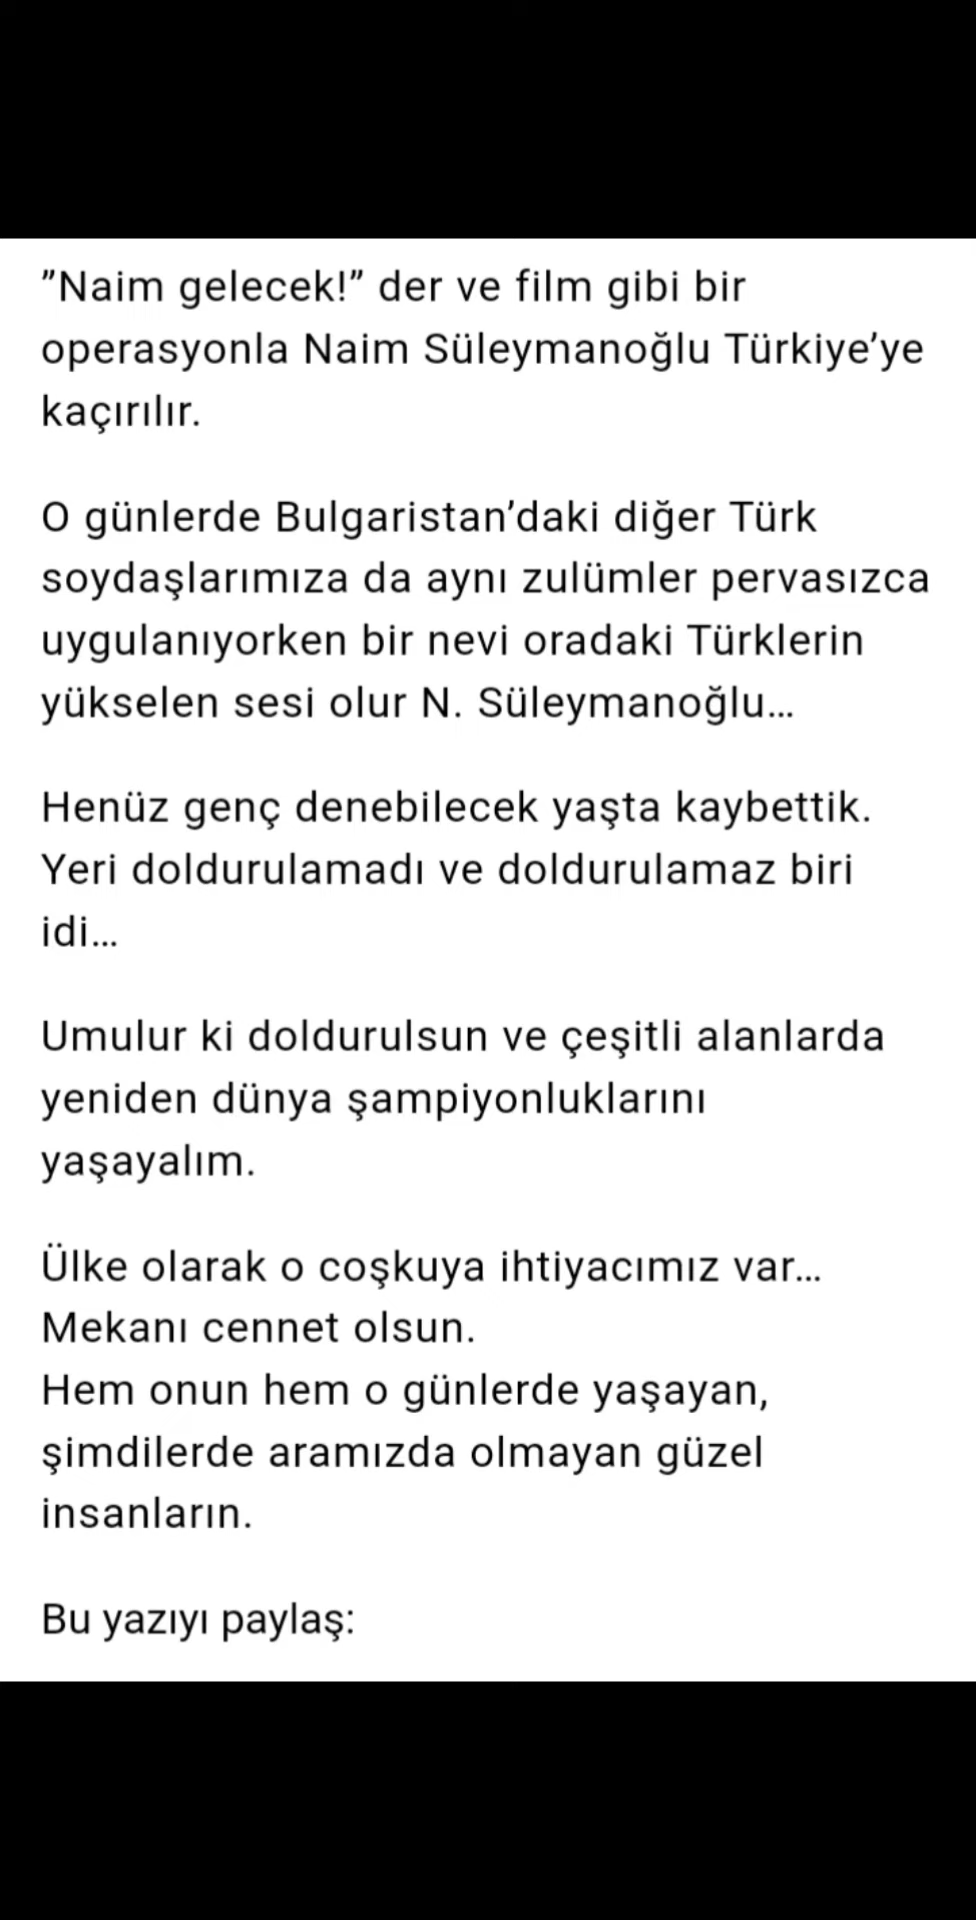 ”Naim gelecek!” der ve film gibi bir
operasyonla Naim Süleymanoğlu Türkiye’ye
kaçırılır.
O günlerde Bulgaristan’daki diğer Türk
soydaşlarımıza da aynı zulümler pervasızca
uygulanıyorken bir nevi oradaki Türklerin
yükselen sesi olur N. Süleymanoğlu…
Henüz genç denebilecek yaşta kaybettik.
Yeri doldurulamadı ve doldurulamaz biri
idi…
Umulur ki doldurulsun ve çeşitli alanlarda
yeniden dünya şampiyonluklarını
yaşayalım.
Ülke olarak o coşkuya ihtiyacımız var…
Mekanı cennet olsun.
Hem onun hem o günlerde yaşayan,
şimdilerde aramızda olmayan güzel
insanların.
Bu yazıyı paylaş: